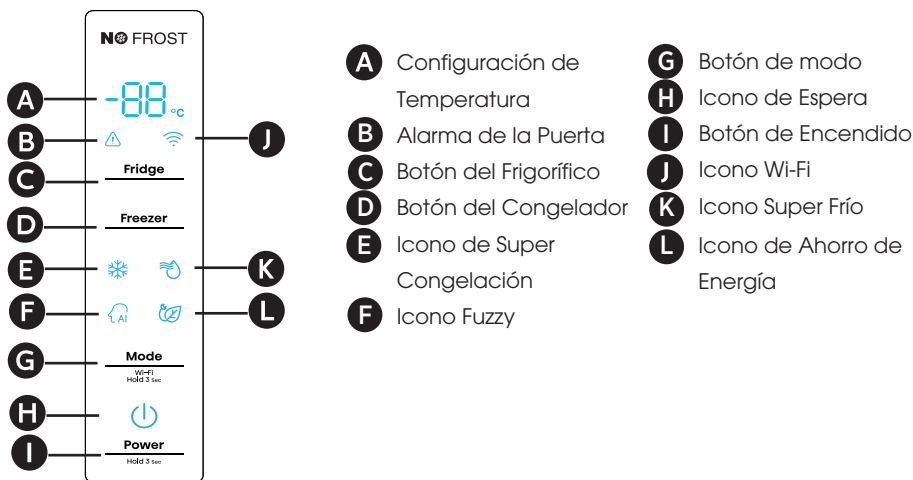 NO FROST
-88 °C
Fridge
Freezer
AI
Mode
Wi-Fi
Hold 3 Sec
Power
Hold 3 Sec
A
B
C
D
E
F
G
H
I
J
K
L
A Configuración de
Temperatura
B Alarma de la Puerta
C Botón del Frigorífico
D Botón del Congelador
E Icono de Super
Congelación
F Icono Fuzzy
G Botón de modo
H Icono de Espera
I Botón de Encendido
J Icono Wi-Fi
K Icono Super Frío
L Icono de Ahorro de
Energía